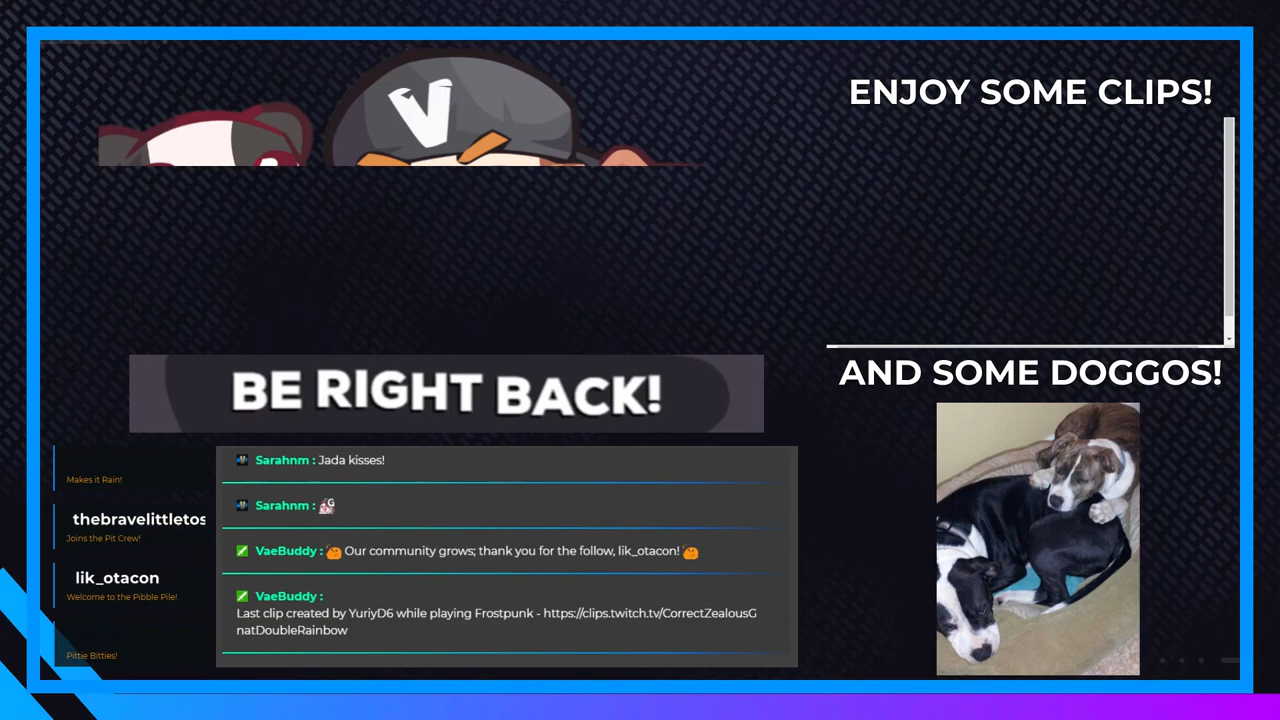 V
ENJOY SOME CLIPS!
BE RIGHT BACK!
AND SOME DOGGOS!
Makes it Rain!
thebravelittletos
Joins the Pit Crew!
lik_otacon
Welcome to the Pibble Pile!
Pittie Bitties!
Sarahnm : Jada kisses!
Sarahnm : G
VaeBuddy : Our community grows; thank you for the follow, lik_otacon!
VaeBuddy :
Last clip created by YuriyD6 while playing Frostpunk - https://clips.twitch.tv/CorrectZealousG
natDoubleRainbow